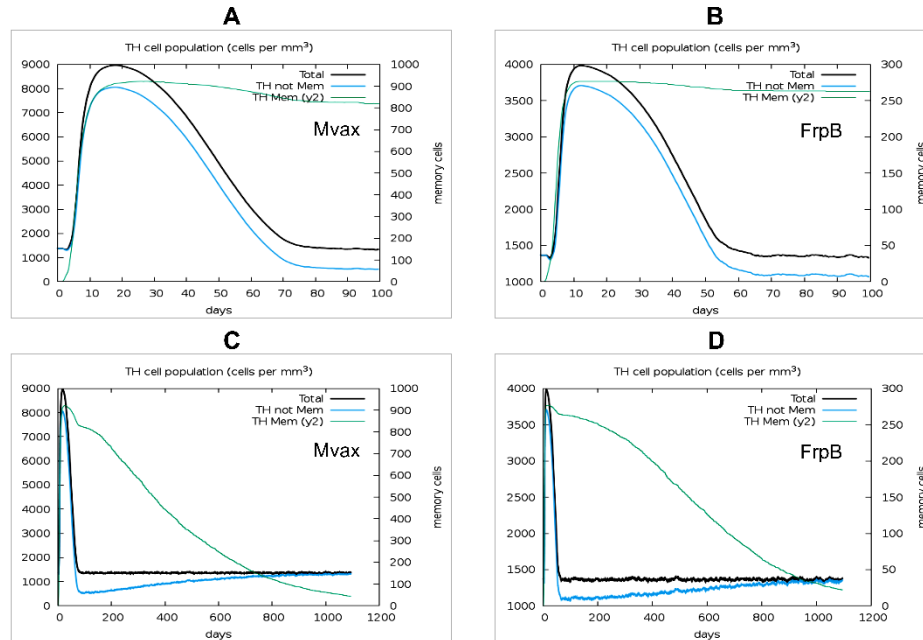 A
TH cell population (cells per mm³)
Total
TH not Mem
TH Mem (y2)
Mvax
9000
8000
7000
6000
5000
4000
3000
2000
1000
0
1000
900
800
700
600
500
400
300
200
100
0
memory cells
0 10 20 30 40 50 60 70 80 90 100
days
B
TH cell population (cells per mm³)
Total
TH not Mem
TH Mem (y2)
FrpB
4000
3500
3000
2500
2000
1500
1000
300
250
200
150
100
50
0
memory cells
0 10 20 30 40 50 60 70 80 90 100
days
C
TH cell population (cells per mm³)
Total
TH not Mem
TH Mem (y2)
Mvax
9000
8000
7000
6000
5000
4000
3000
2000
1000
0
1000
900
800
700
600
500
400
300
200
100
0
memory cells
0 200 400 600 800 1000 1200
days
D
TH cell population (cells per mm³)
Total
TH not Mem
TH Mem (y2)
FrpB
4000
3500
3000
2500
2000
1500
1000
300
250
200
150
100
50
0
memory cells
0 200 400 600 800 1000 1200
days